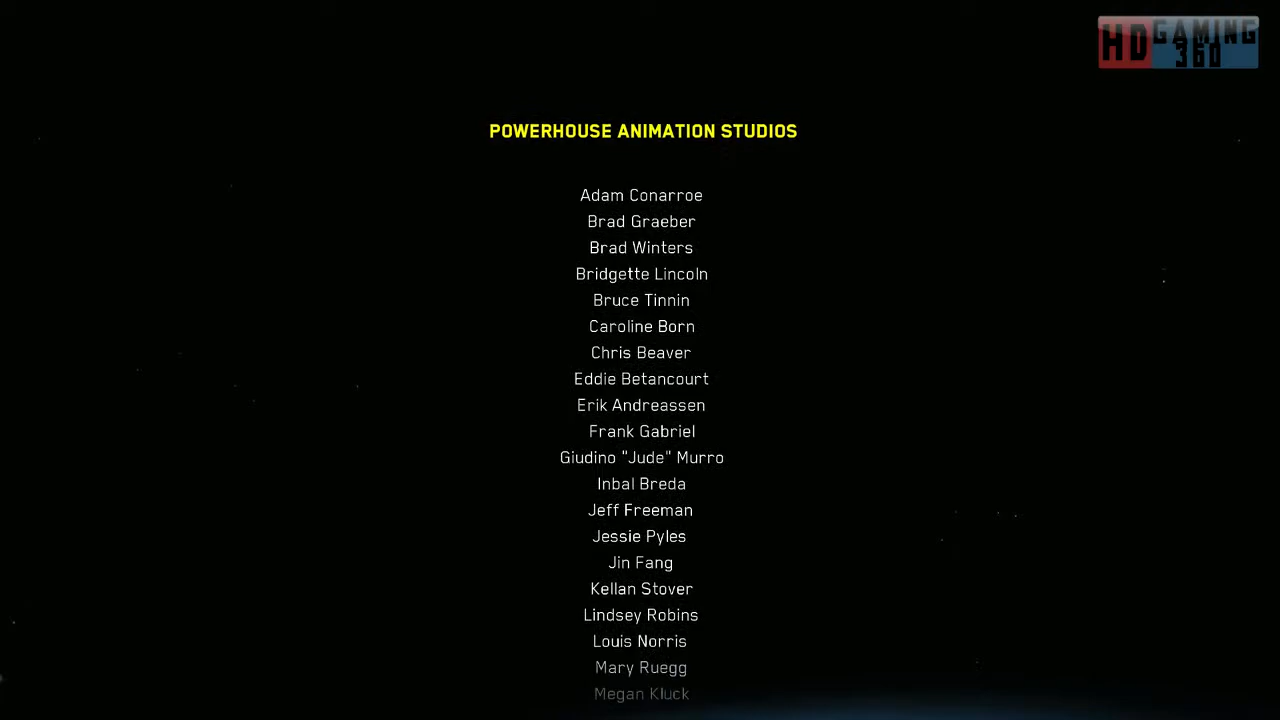 HD GAMING
360
POWERHOUSE ANIMATION STUDIOS
Adam Conarroe
Brad Graeber
Brad Winters
Bridgette Lincoln
Bruce Tinnin
Caroline Born
Chris Beaver
Eddie Betancourt
Erik Andreassen
Frank Gabriel
Giudino "Jude" Murro
Inbal Breda
Jeff Freeman
Jessie Pyles
Jin Fang
Kellan Stover
Lindsey Robins
Louis Norris
Mary Ruegg
Megan Kluck